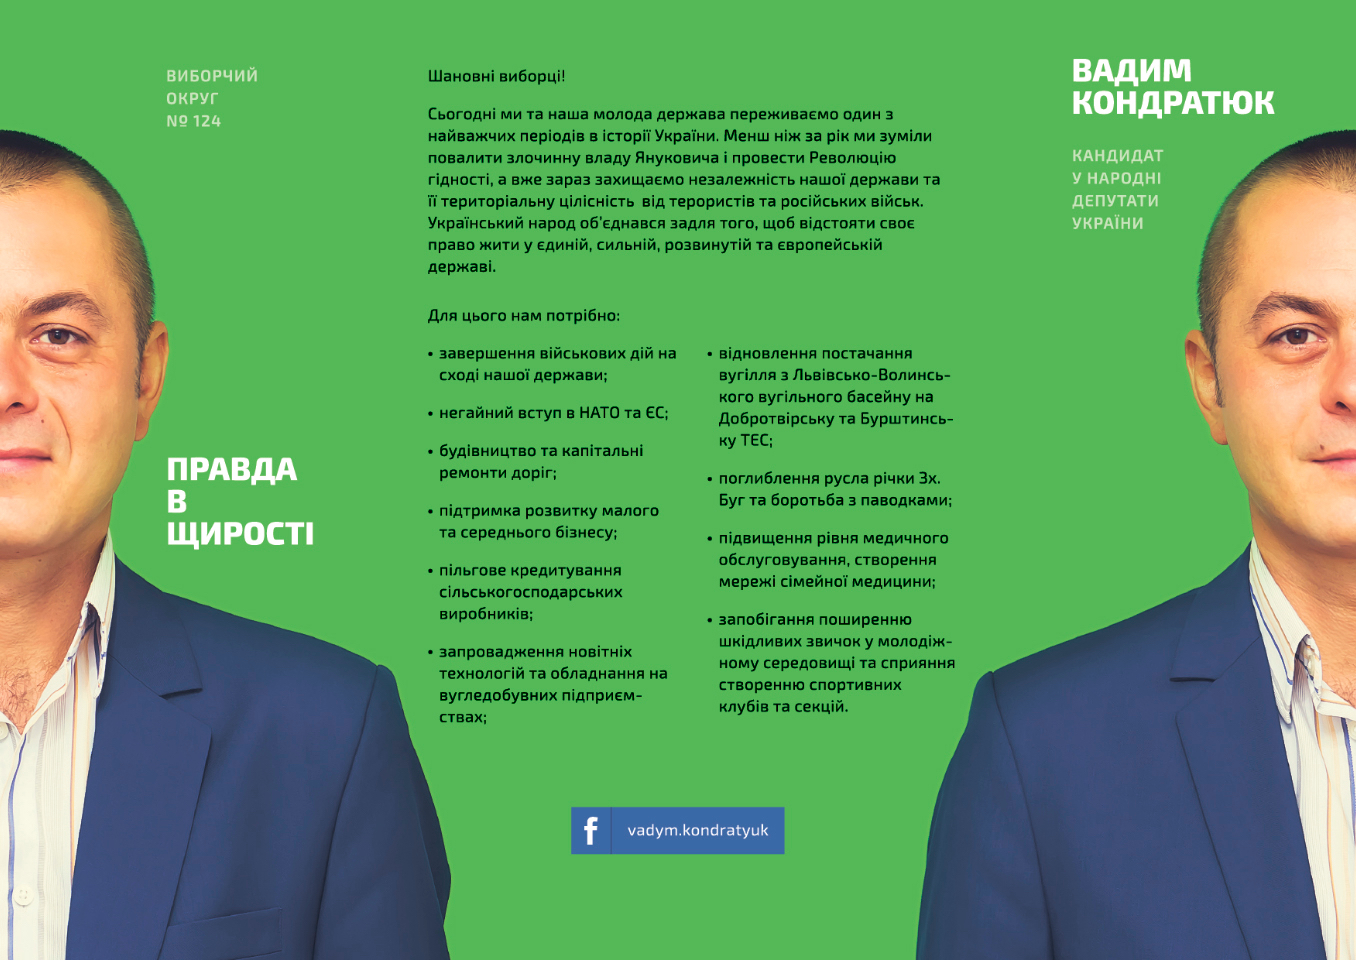 ВИБОРЧИЙ
ОКРУГ
№ 124
ПРАВДА
В
ЩИРОСТІ
Шановні виборці!
Сьогодні ми та наша молода держава переживаємо один з
найважчих періодів в історії України. Менш ніж за рік ми зуміли
повалити злочинну владу Януковича і провести Революцію
гідності, а вже зараз захищаємо незалежність нашої держави та
її територіальну цілісність від терористів та російських військ.
Український народ об'єднався задля того, щоб відстояти своє
право жити у єдиній, сильній, розвинутій та європейській
державі.
Для цього нам потрібно:
• завершення військових дій на
сході нашої держави;
• негайний вступ в НАТО та ЄС;
• будівництво та капітальні
ремонти доріг;
• підтримка розвитку малого
та середнього бізнесу;
• пільгове кредитування
сільськогосподарських
виробників;
• запровадження новітніх
технологій та обладнання на
вугледобувних підприєм-
ствах;
• відновлення постачання
вугілля з Львівсько-Волинсь-
кого вугільного басейну на
Добротвірську та Бурштинсь-
ку ТЕС;
• поглиблення русла річки Зх.
Буг та боротьба з паводками;
• підвищення рівня медичного
обслуговування, створення
мережі сімейної медицини;
• запобігання поширенню
шкідливих звичок у молодіж-
ному середовищі та сприяння
створенню спортивних
клубів та секцій.
f vadym.kondratyuk
ВАДИМ
КОНДРАТЮК
КАНДИДАТ
У НАРОДНІ
ДЕПУТАТИ
УКРАЇНИ